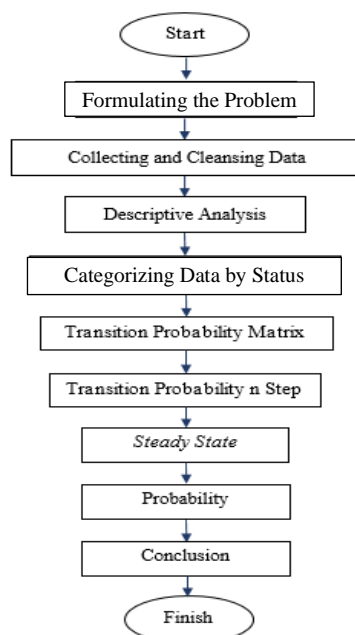 Start
Formulating the Problem
Collecting and Cleansing Data
Descriptive Analysis
Categorizing Data by Status
Transition Probability Matrix
Transition Probability n Step
Steady State
Probability
Conclusion
Finish